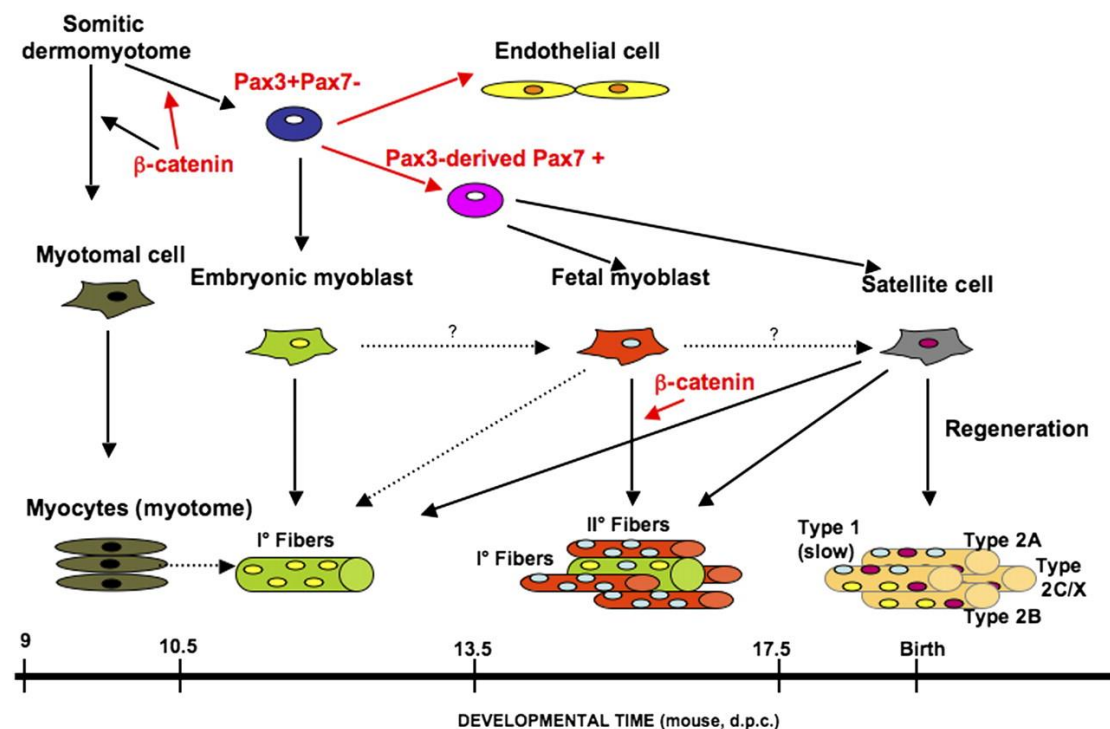 Somitic
dermomyotome
Pax3+Pax7-
Endothelial cell
β-catenin
Pax3-derived Pax7 +
Myotomal cell
Embryonic myoblast
Fetal myoblast
Satellite cell
?
?
β-catenin
Regeneration
Myocytes (myotome)
I° Fibers
II° Fibers
I° Fibers
Type 1
(slow)
Type 2A
Type
2C/X
Type 2B
9
10.5
13.5
17.5
Birth
DEVELOPMENTAL TIME (mouse, d.p.c.)